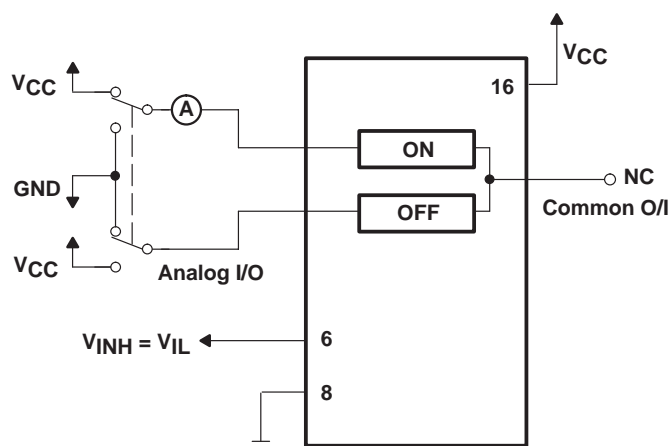 VCC
16
VCC
A
ON
GND
NC
OFF
Common O/I
VCC
Analog I/O
VINH = VIL
6
8